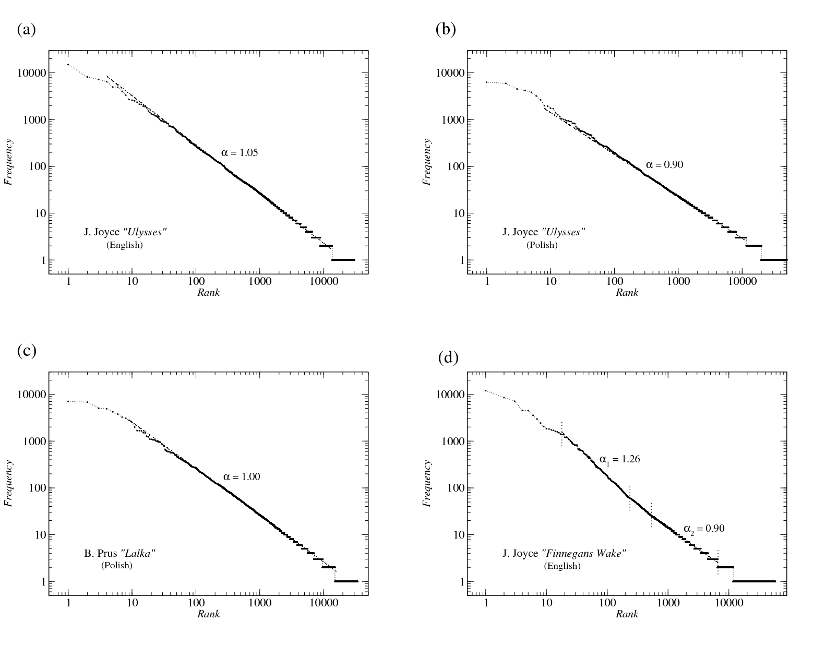 (a)
10000
1000
100
10
1
Frequency
α = 1.05
J. Joyce "Ulysses"
(English)
1 10 100 1000 10000
Rank
(b)
10000
1000
100
10
1
Frequency
α = 0.90
J. Joyce "Ulysses"
(Polish)
1 10 100 1000 10000
Rank
(c)
10000
1000
100
10
1
Frequency
α = 1.00
B. Prus "Lalka"
(Polish)
1 10 100 1000 10000
Rank
(d)
10000
1000
100
10
1
Frequency
α1 = 1.26
α2 = 0.90
J. Joyce "Finnegans Wake"
(English)
1 10 100 1000 10000
Rank